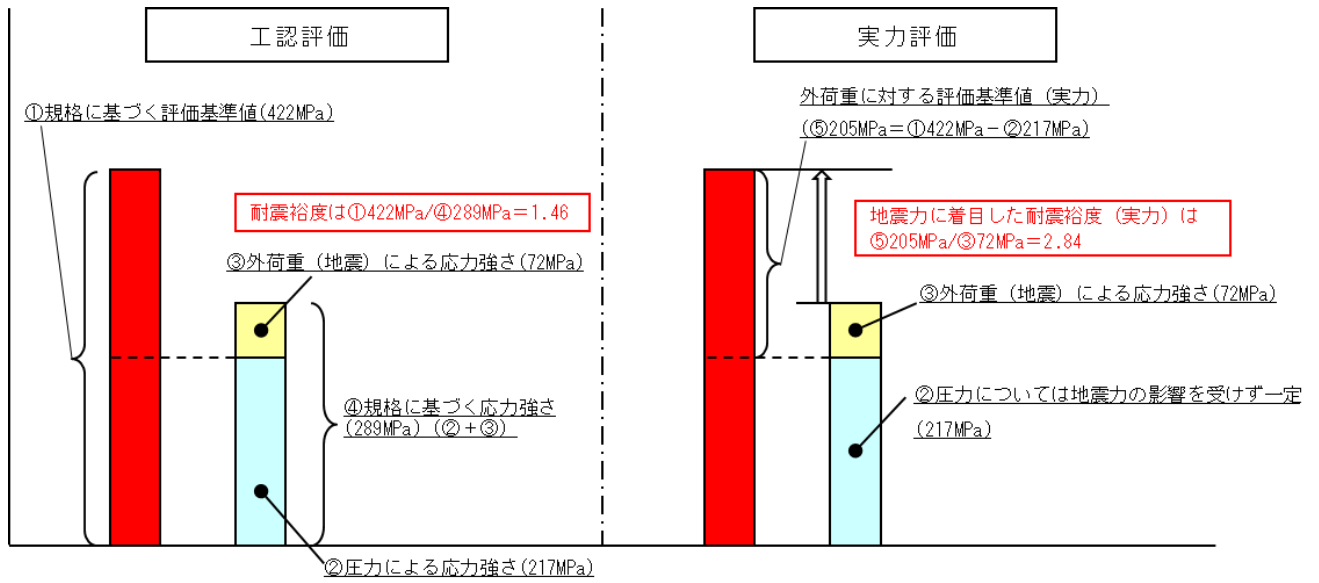 工認評価
①規格に基づく評価基準値(422MPa)
耐震裕度は①422MPa/④289MPa＝1.46
③外荷重（地震）による応力強さ(72MPa)
④規格に基づく応力強さ
(289MPa)（②＋③）
②圧力による応力強さ(217MPa)
実力評価
外荷重に対する評価基準値（実力）
(⑤205MPa＝①422MPa－②217MPa)
地震力に着目した耐震裕度（実力）は
⑤205MPa/③72MPa＝2.84
③外荷重（地震）による応力強さ(72MPa)
②圧力については地震力の影響を受けず一定
(217MPa)